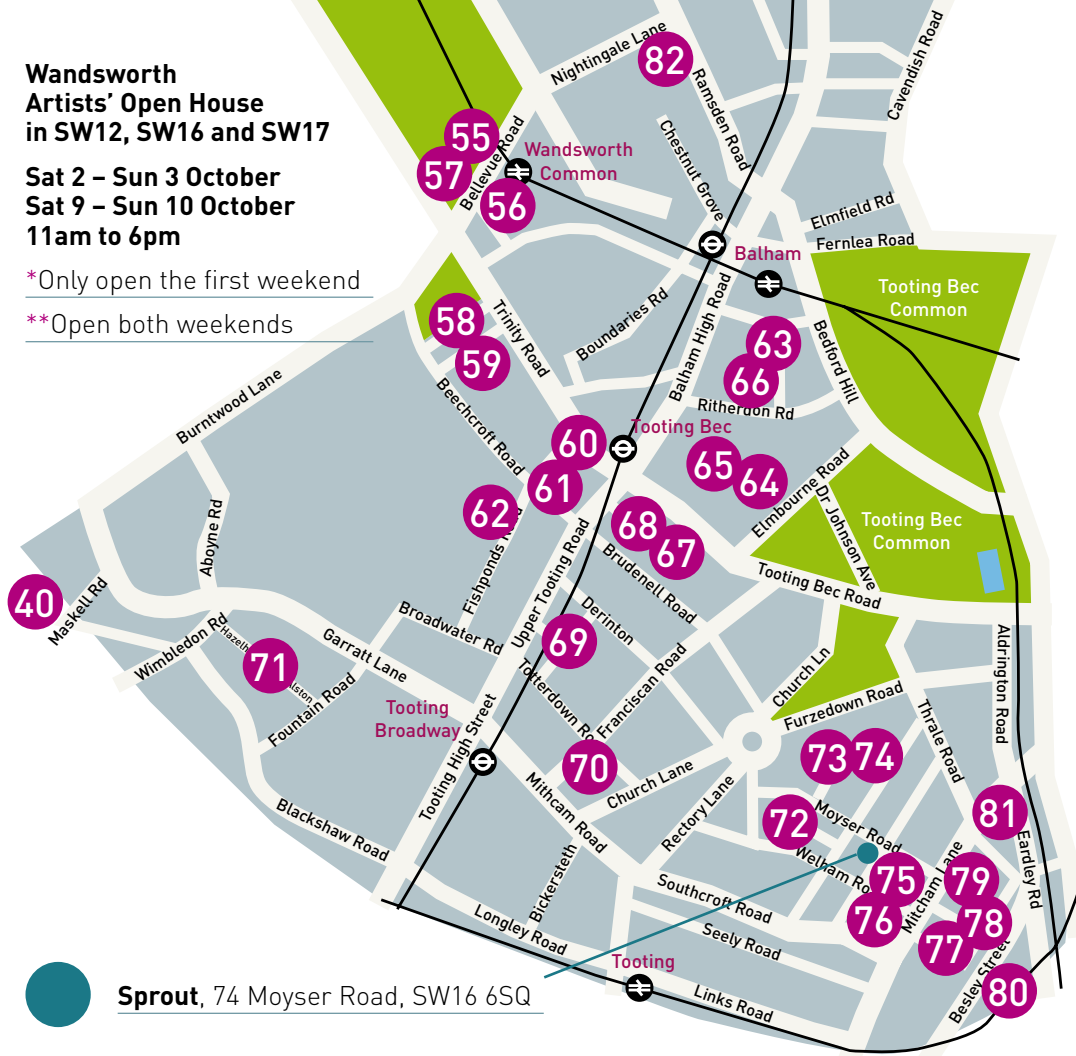 Wandsworth
Artists' Open House
in SW12, SW16 and SW17
Sat 2 – Sun 3 October
Sat 9 – Sun 10 October
11am to 6pm
*Only open the first weekend
**Open both weekends
Nightingale Lane
82
Ramsden Road
Cavendish Road
55
57
56
Bellevue Road
Wandsworth
Common
Chestnut Grove
Elmfield Rd
Fernlea Road
Balham
Tooting Bec
Common
58
59
Trinity Road
Boundaries Rd
Balham High Road
63
66
Bedford Hill
Ritherdon Rd
Burntwood Lane
Beechcroft Road
60
61
62
Tooting Bec
65
64
Elmbourne Road
Dr Johnson Ave
Tooting Bec
Common
Aboyne Rd
Fishponds
68
67
Brudenell Road
Tooting Bec Road
40
Maskell Rd
Wimbledon Rd
71
Garratt Lane
Broadwater Rd
Upper Tooting Road
Derinton
69
Totterdown
Franciscan Road
Church Ln
Furzedown Road
Aldrington Road
Fountain Road
Tooting
Broadway
Tooting High Street
70
Church Lane
73
74
Thrale Road
Mithcam Road
Rectory Lane
72
Moyser Road
Welham
81
Blackshaw Road
Bickersteth
75
76
Mitcham Lane
79
78
77
Eardley Rd
Southcroft Road
Seely Road
Longley Road
Tooting
Links Road
Besley Street
80
Sprout, 74 Moyser Road, SW16 6SQ